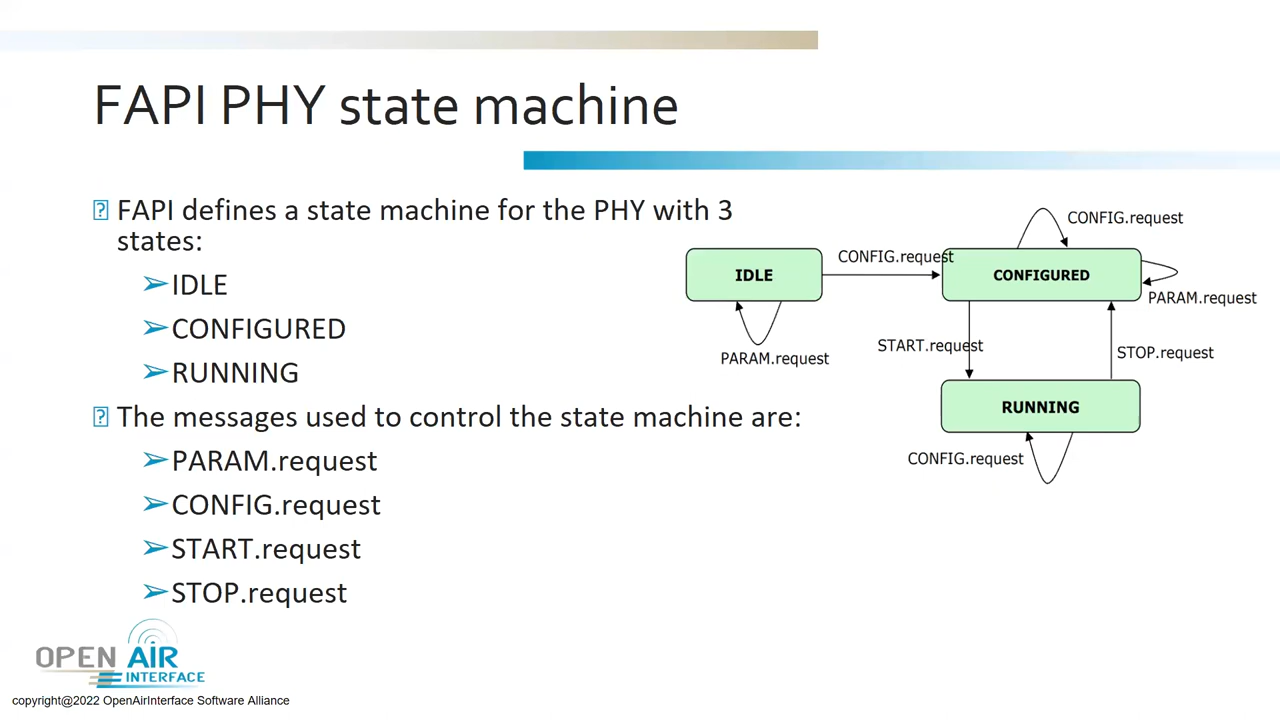 FAPI PHY state machine
FAPI defines a state machine for the PHY with 3
states:
IDLE
CONFIGURED
RUNNING
The messages used to control the state machine are:
PARAM.request
CONFIG.request
START.request
STOP.request
CONFIG.request
CONFIG.request
IDLE
CONFIGURED
PARAM.request
START.request
STOP.request
PARAM.request
RUNNING
CONFIG.request
OPEN AIR
INTERFACE
copyright@2022 OpenAirInterface Software Alliance